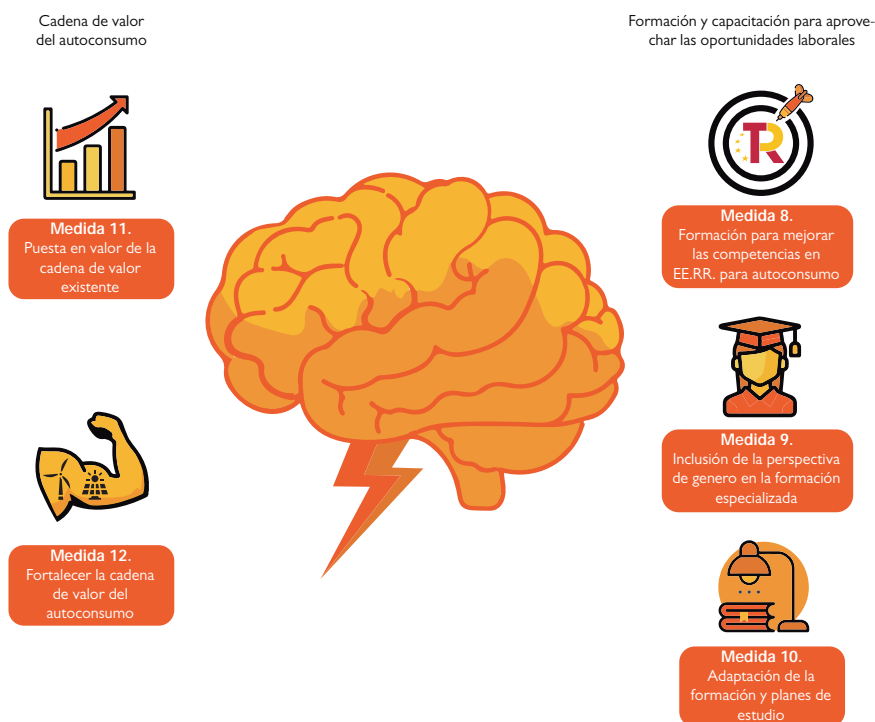 Cadena de valor
del autoconsumo
Medida 11.
Puesta en valor de la
cadena de valor
existente
Medida 12.
Fortalecer la cadena
de valor del
autoconsumo
Formación y capacitación para aprove-
char las oportunidades laborales
TR
Medida 8.
Formación para mejorar
las competencias en
EE.RR. para autoconsumo
Medida 9.
Inclusión de la perspectiva
de genero en la formación
especializada
Medida 10.
Adaptación de la
formación y planes de
estudio